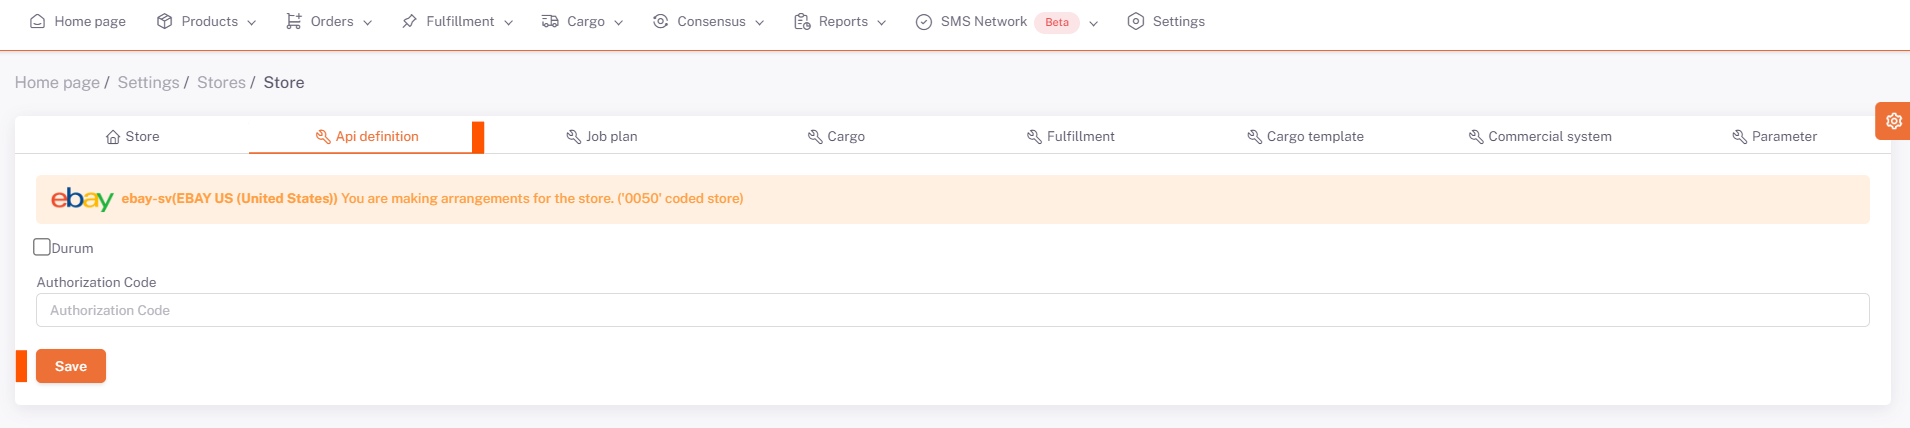 Home page Products Orders Fulfillment Cargo Consensus Reports SMS Network Beta Settings
Home page / Settings / Stores / Store
Store Api definition Job plan Cargo Fulfillment Cargo template Commercial system Parameter
ebay ebay-sv(EBAY US (United States)) You are making arrangements for the store. ('0050' coded store)
Durum
Authorization Code
Authorization Code
Save